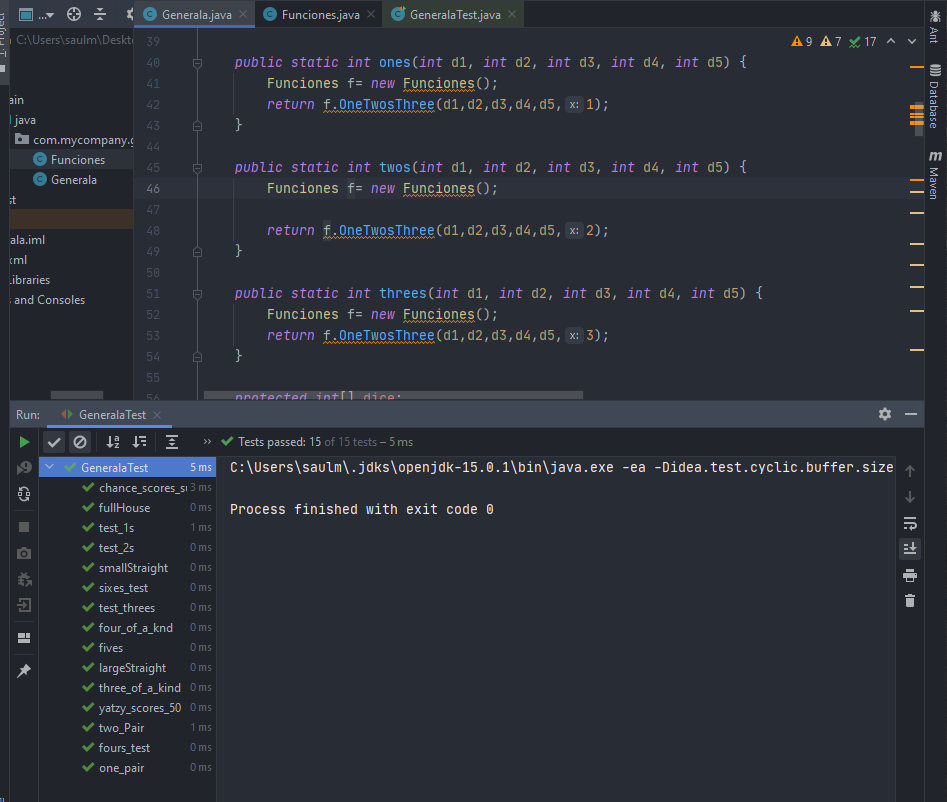 Generala.java
Funciones.java
GeneralaTest.java
C:\Users\saulm\Deskto
ain
java
com.mycompany.g
Funciones
Generala
st
ala.iml
xml
Libraries
s and Consoles
9 7 17
39
40 public static int ones(int d1, int d2, int d3, int d4, int d5) {
41 Funciones f= new Funciones();
42 return f.OneTwosThree(d1,d2,d3,d4,d5, x: 1);
43 }
44
45 public static int twos(int d1, int d2, int d3, int d4, int d5) {
46 Funciones f= new Funciones();
47
48 return f.OneTwosThree(d1,d2,d3,d4,d5, x: 2);
49 }
50
51 public static int threes(int d1, int d2, int d3, int d4, int d5) {
52 Funciones f= new Funciones();
53 return f.OneTwosThree(d1,d2,d3,d4,d5, x: 3);
54 }
55
56 protected int[] dice;
Project
Ant
Database
m
Maven
Run: GeneralaTest
Tests passed: 15 of 15 tests – 5 ms
GeneralaTest 5 ms
chance_scores_su 3 ms
fullHouse 0 ms
test_1s 1 ms
test_2s 0 ms
smallStraight 0 ms
sixes_test 0 ms
test_threes 0 ms
four_of_a_knd 0 ms
fives 0 ms
largeStraight 0 ms
three_of_a_kind 0 ms
yatzy_scores_50 0 ms
two_Pair 1 ms
fours_test 0 ms
one_pair 0 ms
C:\Users\saulm\.jdks\openjdk-15.0.1\bin\java.exe -ea -Didea.test.cyclic.buffer.size
Process finished with exit code 0